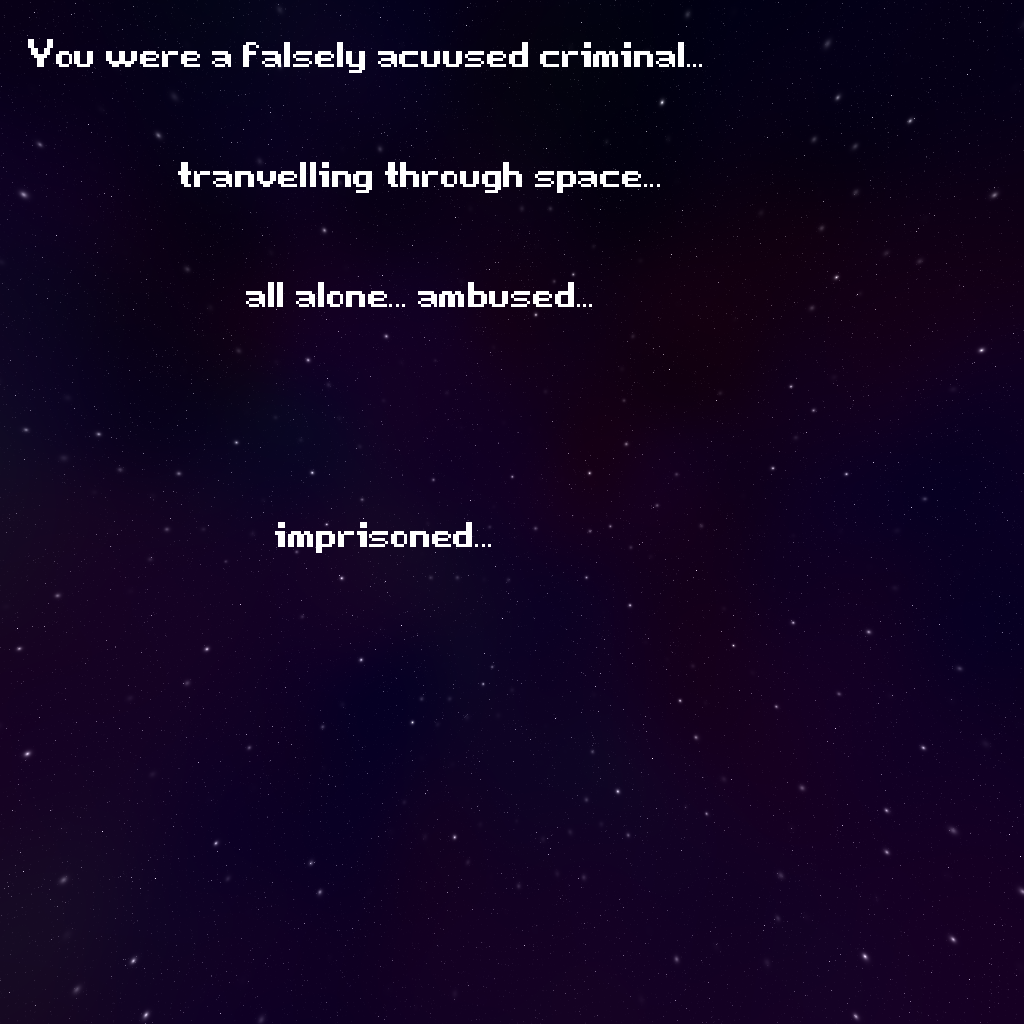 You were a falsely acuused criminal...
tranvelling through space...
all alone... ambused...
imprisoned...